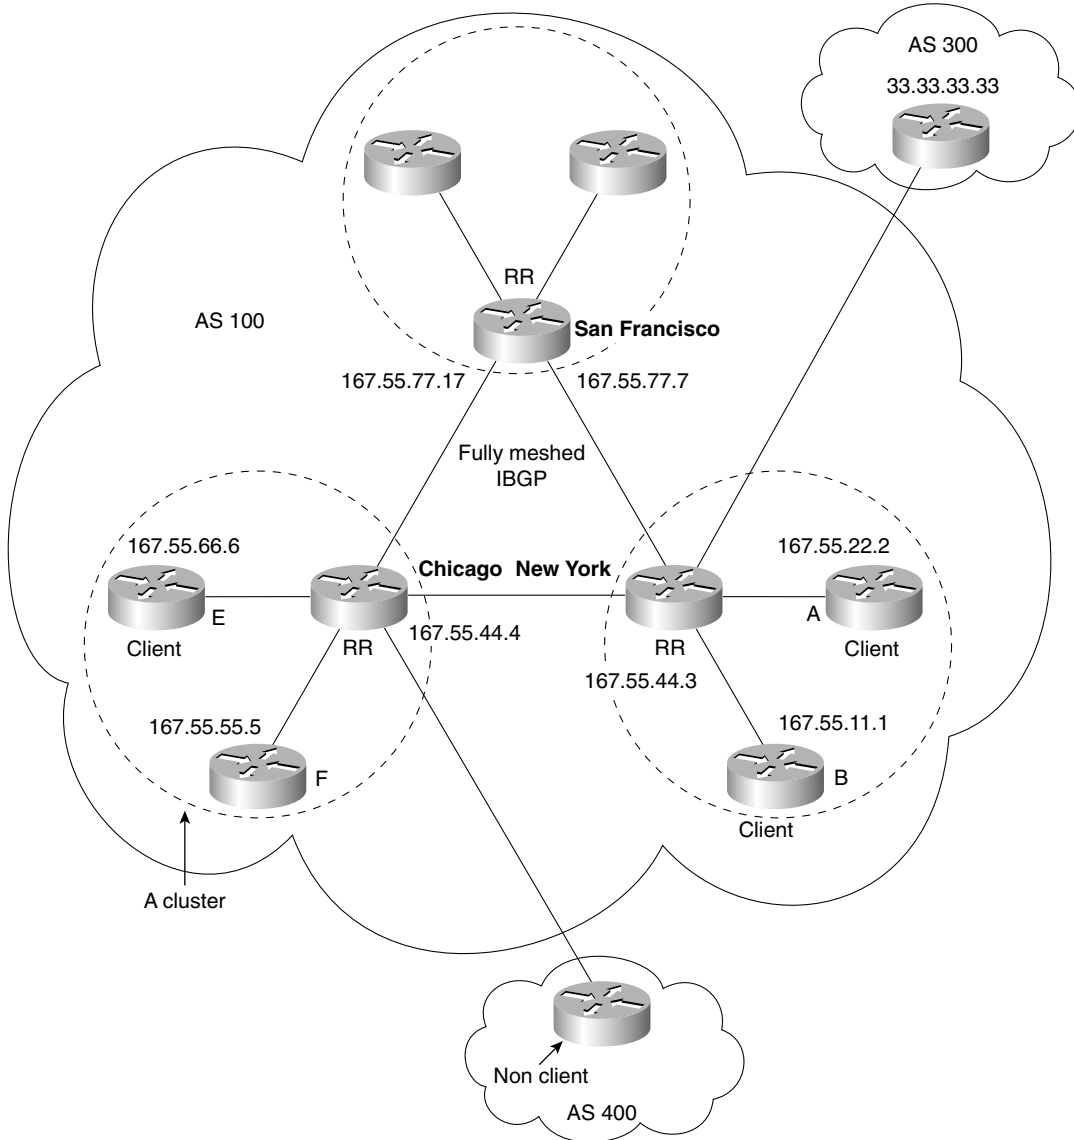 AS 300
33.33.33.33
RR
AS 100
San Francisco
167.55.77.17
167.55.77.7
Fully meshed
IBGP
167.55.66.6
167.55.22.2
Chicago
New York
E
A
Client
RR
167.55.44.4
RR
Client
167.55.44.3
167.55.55.5
167.55.11.1
F
B
Client
A cluster
Non client
AS 400